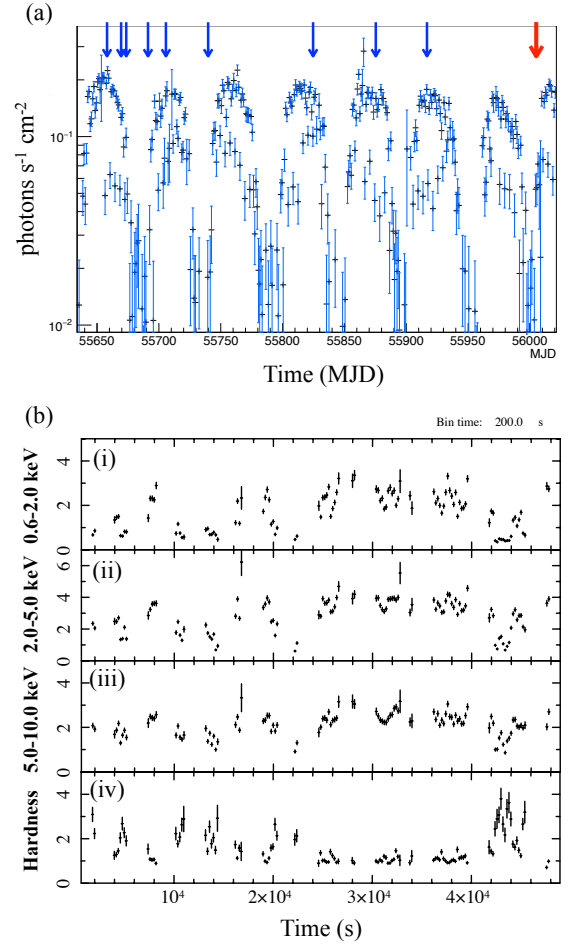 (a)
photons s⁻¹ cm⁻²
10⁻¹
10⁻²
55650 55700 55750 55800 55850 55900 55950 56000
MJD
Time (MJD)
(b)
Bin time: 200.0 s
(i)
0.6-2.0 keV
4
2
0
(ii)
2.0-5.0 keV
6
4
2
0
(iii)
5.0-10.0 keV
4
2
0
(iv)
Hardness
4
2
0
10⁴ 2×10⁴ 3×10⁴ 4×10⁴
Time (s)